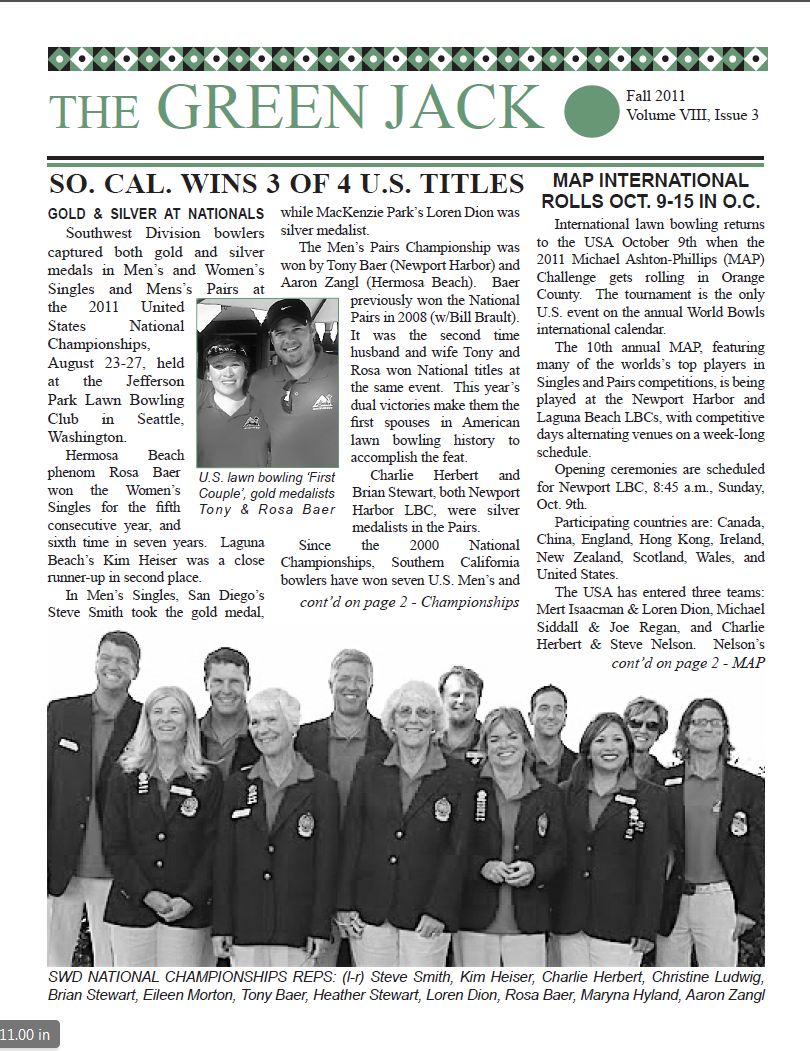 THE GREEN JACK
Fall 2011
Volume VIII, Issue 3
SO. CAL. WINS 3 OF 4 U.S. TITLES
GOLD & SILVER AT NATIONALS
Southwest Division bowlers
captured both gold and silver
medals in Men's and Women's
Singles and Mens's Pairs at
the 2011 United
States National
Championships,
August 23-27, held
at the Jefferson
Park Lawn Bowling
Club in Seattle,
Washington.
Hermosa Beach
phenom Rosa Baer
won the Women's
Singles for the fifth
consecutive year, and
sixth time in seven years. Laguna
Beach's Kim Heiser was a close
runner-up in second place.
In Men's Singles, San Diego's
Steve Smith took the gold medal,
while MacKenzie Park's Loren Dion was
silver medalist.
The Men's Pairs Championship was
won by Tony Baer (Newport Harbor) and
Aaron Zangl (Hermosa Beach). Baer
previously won the National
Pairs in 2008 (w/Bill Brault).
It was the second time
husband and wife Tony and
Rosa won National titles at
the same event. This year's
dual victories make them the
first spouses in American
lawn bowling history to
accomplish the feat.
Charlie Herbert and
Brian Stewart, both Newport
Harbor LBC, were silver
medalists in the Pairs.
Since the 2000 National
Championships, Southern California
bowlers have won seven U.S. Men's and
cont'd on page 2 - Championships
U.S. lawn bowling 'First
Couple', gold medalists
Tony & Rosa Baer
MAP INTERNATIONAL
ROLLS OCT. 9-15 IN O.C.
International lawn bowling returns
to the USA October 9th when the
2011 Michael Ashton-Phillips (MAP)
Challenge gets rolling in Orange
County. The tournament is the only
U.S. event on the annual World Bowls
international calendar.
The 10th annual MAP, featuring
many of the worlds's top players in
Singles and Pairs competitions, is being
played at the Newport Harbor and
Laguna Beach LBCs, with competitive
days alternating venues on a week-long
schedule.
Opening ceremonies are scheduled
for Newport LBC, 8:45 a.m., Sunday,
Oct. 9th.
Participating countries are: Canada,
China, England, Hong Kong, Ireland,
New Zealand, Scotland, Wales, and
United States.
The USA has entered three teams:
Mert Isaacman & Loren Dion, Michael
Siddall & Joe Regan, and Charlie
Herbert & Steve Nelson. Nelson's
cont'd on page 2 - MAP
SWD NATIONAL CHAMPIONSHIPS REPS: (l-r) Steve Smith, Kim Heiser, Charlie Herbert, Christine Ludwig,
Brian Stewart, Eileen Morton, Tony Baer, Heather Stewart, Loren Dion, Rosa Baer, Maryna Hyland, Aaron Zangl
11.00 in